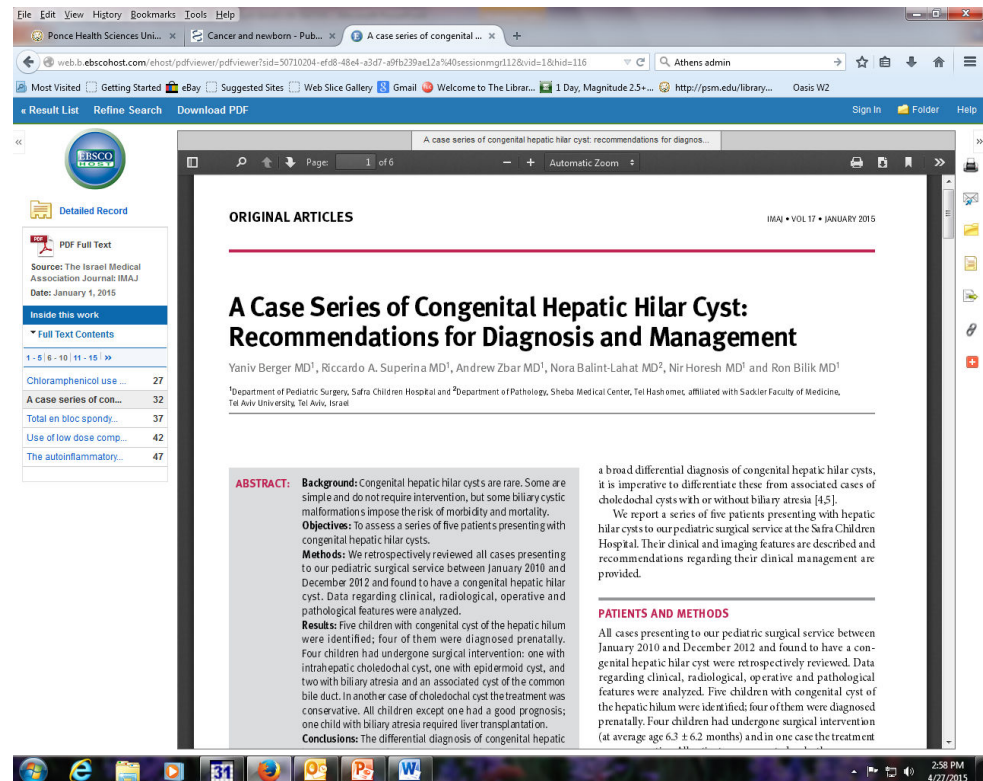 File Edit View History Bookmarks Tools Help
Ponce Health Sciences Uni... × Cancer and newborn - Pub... × A case series of congenital ... × +
web.b.ebscohost.com/ehost/pdfviewer/pdfviewer?sid=50710204-efd8-48e4-a3d7-a9fb239ae12a%40sessionmgr112&vid=1&hid=116 Athens admin
Most Visited Getting Started eBay Suggested Sites Web Slice Gallery Gmail Welcome to The Librar... 1 Day, Magnitude 2.5+... http://psm.edu/library... Oasis W2
« Result List Refine Search Download PDF Sign In Folder Help
A case series of congenital hepatic hilar cyst: recommendations for diagnos...
Page: 1 of 6 Automatic Zoom
EBSCO
HOST
Detailed Record
PDF Full Text
Source: The Israel Medical
Association Journal: IMAJ
Date: January 1, 2015
Inside this work
Full Text Contents
1 - 5 | 6 - 10 | 11 - 15 | »
Chloramphenicol use ... 27
A case series of con... 32
Total en bloc spondy... 37
Use of low dose comp... 42
The autoinflammatory... 47
ORIGINAL ARTICLES
IMAJ • VOL 17 • JANUARY 2015
A Case Series of Congenital Hepatic Hilar Cyst:
Recommendations for Diagnosis and Management
Yaniv Berger MD1, Riccardo A. Superina MD1, Andrew Zbar MD1, Nora Balint-Lahat MD2, Nir Horesh MD1 and Ron Bilik MD1
1Department of Pediatric Surgery, Safra Children Hospital and 2Department of Pathology, Sheba Medical Center, Tel Hashomer, affiliated with Sackler Faculty of Medicine,
Tel Aviv University, Tel Aviv, Israel
ABSTRACT: Background: Congenital hepatic hilar cysts are rare. Some are
simple and do not require intervention, but some biliary cystic
malformations impose the risk of morbidity and mortality.
Objectives: To assess a series of five patients presenting with
congenital hepatic hilar cysts.
Methods: We retrospectively reviewed all cases presenting
to our pediatric surgical service between January 2010 and
December 2012 and found to have a congenital hepatic hilar
cyst. Data regarding clinical, radiological, operative and
pathological features were analyzed.
Results: Five children with congenital cyst of the hepatic hilum
were identified; four of them were diagnosed prenatally.
Four children had undergone surgical intervention: one with
intrahepatic choledochal cyst, one with epidermoid cyst, and
two with biliary atresia and an associated cyst of the common
bile duct. In another case of choledochal cyst the treatment was
conservative. All children except one had a good prognosis;
one child with biliary atresia required liver transplantation.
Conclusions: The differential diagnosis of congenital hepatic
a broad differential diagnosis of congenital hepatic hilar cysts,
it is imperative to differentiate these from associated cases of
choledochal cysts with or without biliary atresia [4,5].
We report a series of five patients presenting with hepatic
hilar cysts to our pediatric surgical service at the Safra Children
Hospital. Their clinical and imaging features are described and
recommendations regarding their clinical management are
provided.
PATIENTS AND METHODS
All cases presenting to our pediatric surgical service between
January 2010 and December 2012 and found to have a con-
genital hepatic hilar cyst were retrospectively reviewed. Data
regarding clinical, radiological, operative and pathological
features were analyzed. Five children with congenital cyst of
the hepatic hilum were identified; four of them were diagnosed
prenatally. Four children had undergone surgical intervention
(at average age 6.3 ± 6.2 months) and in one case the treatment
31
2:58 PM
4/27/2015